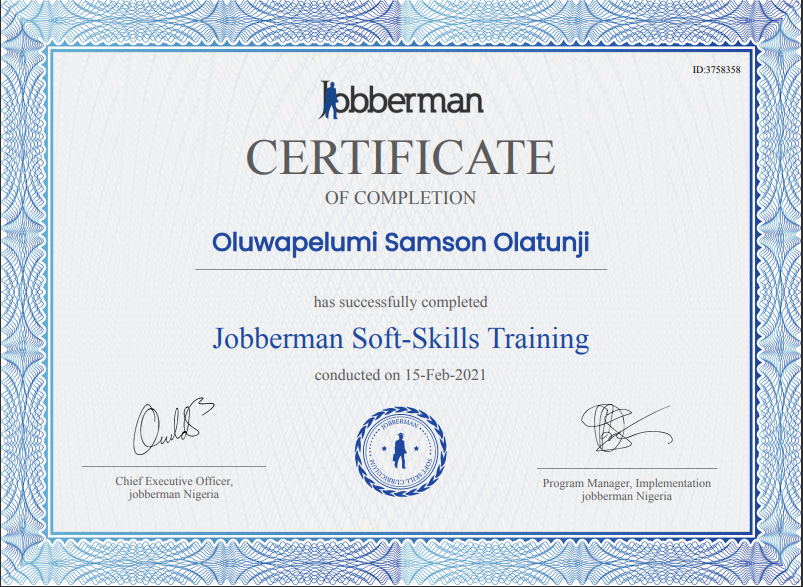 ID:3758358
Jobberman
CERTIFICATE
OF COMPLETION
Oluwapelumi Samson Olatunji
has successfully completed
Jobberman Soft-Skills Training
conducted on 15-Feb-2021
JOBBERMAN
SOFT SKILL CURRICULUM
Chief Executive Officer,
jobberman Nigeria
Program Manager, Implementation
jobberman Nigeria